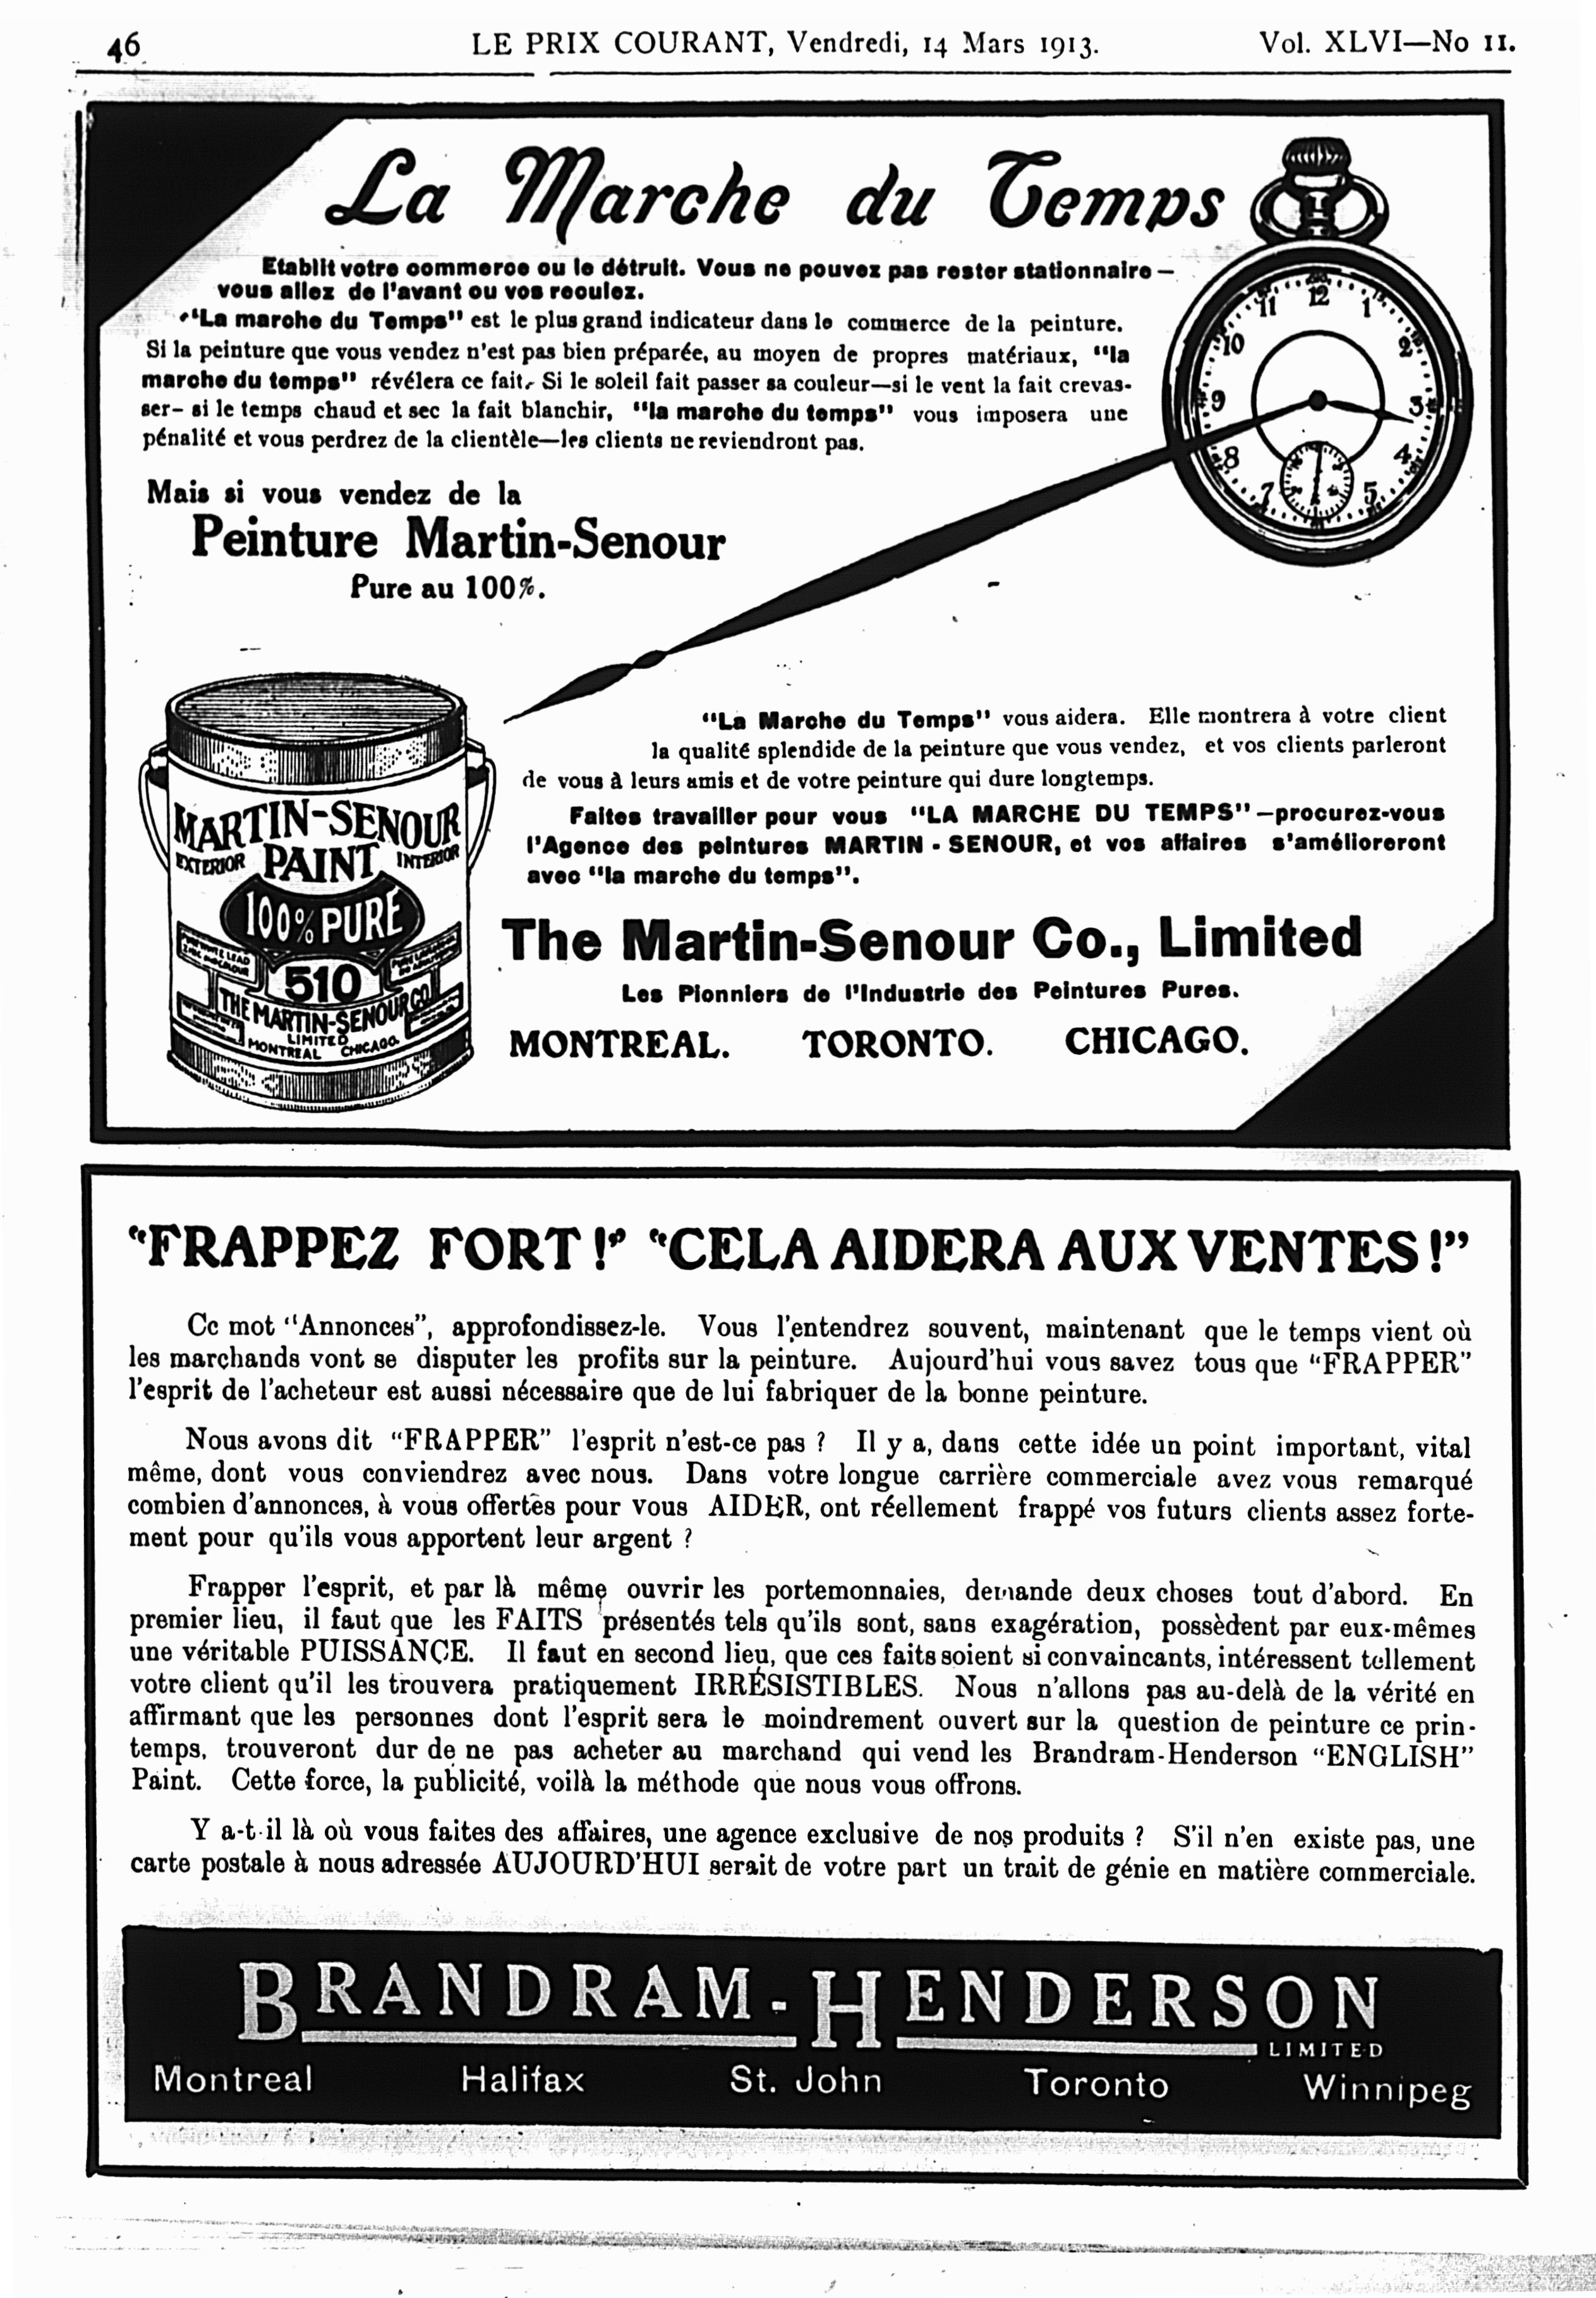 46
LE PRIX COURANT, Vendredi, 14 Mars 1913.
Vol. XLVI—No 11.
La Marche du Temps
Etablit votre commerce ou le détruit. Vous ne pouvez pas rester stationnaire —
vous allez de l'avant ou vos reculez.
"La marche du Temps" est le plus grand indicateur dans le commerce de la peinture.
Si la peinture que vous vendez n'est pas bien préparée, au moyen de propres matériaux, "la
marche du temps" révélera ce fait. Si le soleil fait passer sa couleur—si le vent la fait crevas-
ser- si le temps chaud et sec la fait blanchir, "la marche du temps" vous imposera une
pénalité et vous perdrez de la clientèle—les clients ne reviendront pas.
Mais si vous vendez de la
Peinture Martin-Senour
Pure au 100%.
12
1
2
3
4
5
7
8
9
10
11
"La Marche du Temps" vous aidera. Elle montrera à votre client
la qualité splendide de la peinture que vous vendez, et vos clients parleront
de vous à leurs amis et de votre peinture qui dure longtemps.
Faites travailler pour vous "LA MARCHE DU TEMPS"—procurez-vous
l'Agence des peintures MARTIN - SENOUR, et vos affaires s'amélioreront
avec "la marche du temps".
MARTIN-SENOUR
EXTERIOR PAINT INTERIOR
100% PURE
510
THE MARTIN-SENOUR CO.
LIMITED
MONTREAL CHICAGO.
The Martin-Senour Co., Limited
Les Pionniers de l'Industrie des Peintures Pures.
MONTREAL. TORONTO. CHICAGO.
"FRAPPEZ FORT!" "CELA AIDERA AUX VENTES!"
Ce mot "Annonces", approfondissez-le. Vous l'entendrez souvent, maintenant que le temps vient où
les marchands vont se disputer les profits sur la peinture. Aujourd'hui vous savez tous que "FRAPPER"
l'esprit de l'acheteur est aussi nécessaire que de lui fabriquer de la bonne peinture.
Nous avons dit "FRAPPER" l'esprit n'est-ce pas ? Il y a, dans cette idée un point important, vital
même, dont vous conviendrez avec nous. Dans votre longue carrière commerciale avez vous remarqué
combien d'annonces, à vous offertes pour vous AIDER, ont réellement frappé vos futurs clients assez forte-
ment pour qu'ils vous apportent leur argent ?
Frapper l'esprit, et par là même ouvrir les portemonnaies, demande deux choses tout d'abord. En
premier lieu, il faut que les FAITS présentés tels qu'ils sont, sans exagération, possèdent par eux-mêmes
une véritable PUISSANCE. Il faut en second lieu, que ces faits soient si convaincants, intéressent tellement
votre client qu'il les trouvera pratiquement IRRÉSISTIBLES. Nous n'allons pas au-delà de la vérité en
affirmant que les personnes dont l'esprit sera le moindrement ouvert sur la question de peinture ce prin-
temps, trouveront dur de ne pas acheter au marchand qui vend les Brandram-Henderson "ENGLISH"
Paint. Cette force, la publicité, voilà la méthode que nous vous offrons.
Y a-t-il là où vous faites des affaires, une agence exclusive de nos produits ? S'il n'en existe pas, une
carte postale à nous adressée AUJOURD'HUI serait de votre part un trait de génie en matière commerciale.
BRANDRAM-HENDERSON
LIMITED
Montreal Halifax St. John Toronto Winnipeg